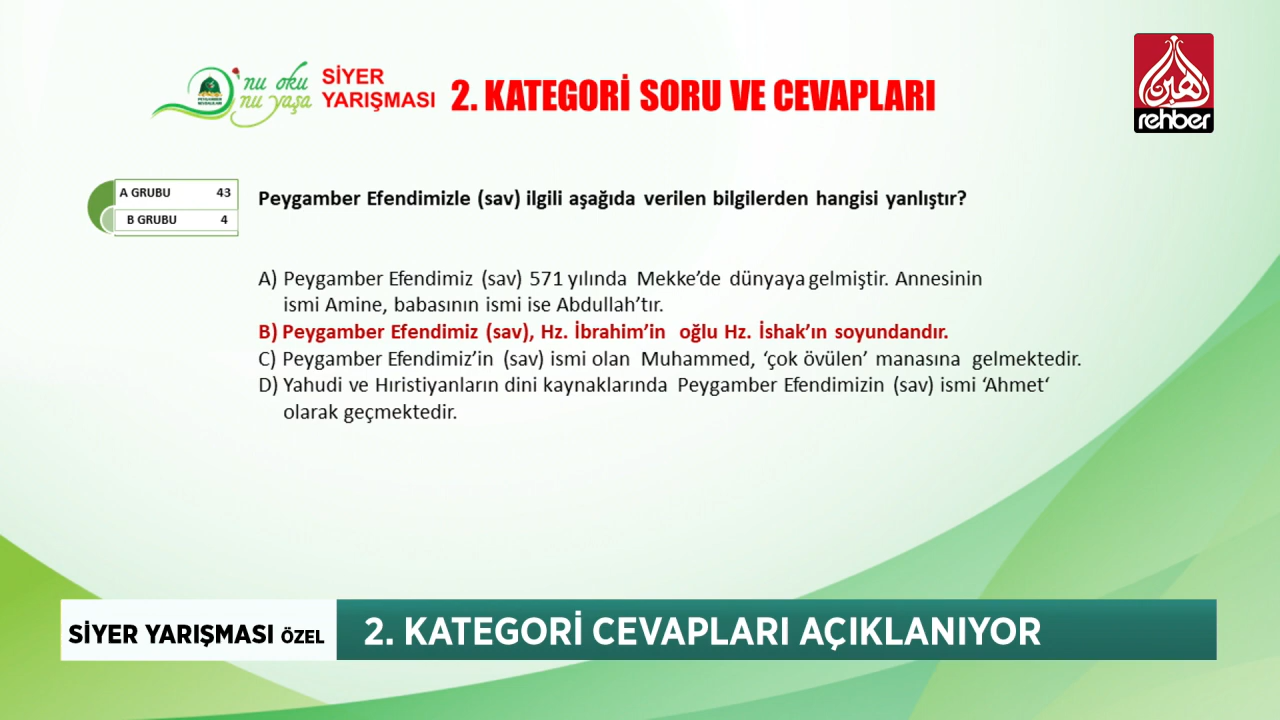 O'nu oku
O'nu yaşa
SİYER
YARIŞMASI
2. KATEGORİ SORU VE CEVAPLARI
رهبر
rehber
A GRUBU 43
B GRUBU 4
Peygamber Efendimizle (sav) ilgili aşağıda verilen bilgilerden hangisi yanlıştır?
A) Peygamber Efendimiz (sav) 571 yılında Mekke’de dünyaya gelmiştir. Annesinin
ismi Amine, babasının ismi ise Abdullah’tır.
B) Peygamber Efendimiz (sav), Hz. İbrahim’in oğlu Hz. İshak’ın soyundandır.
C) Peygamber Efendimiz’in (sav) ismi olan Muhammed, ‘çok övülen’ manasına gelmektedir.
D) Yahudi ve Hıristiyanların dini kaynaklarında Peygamber Efendimizin (sav) ismi ‘Ahmet‘
olarak geçmektedir.
SİYER YARIŞMASI ÖZEL
2. KATEGORİ CEVAPLARI AÇIKLANIYOR